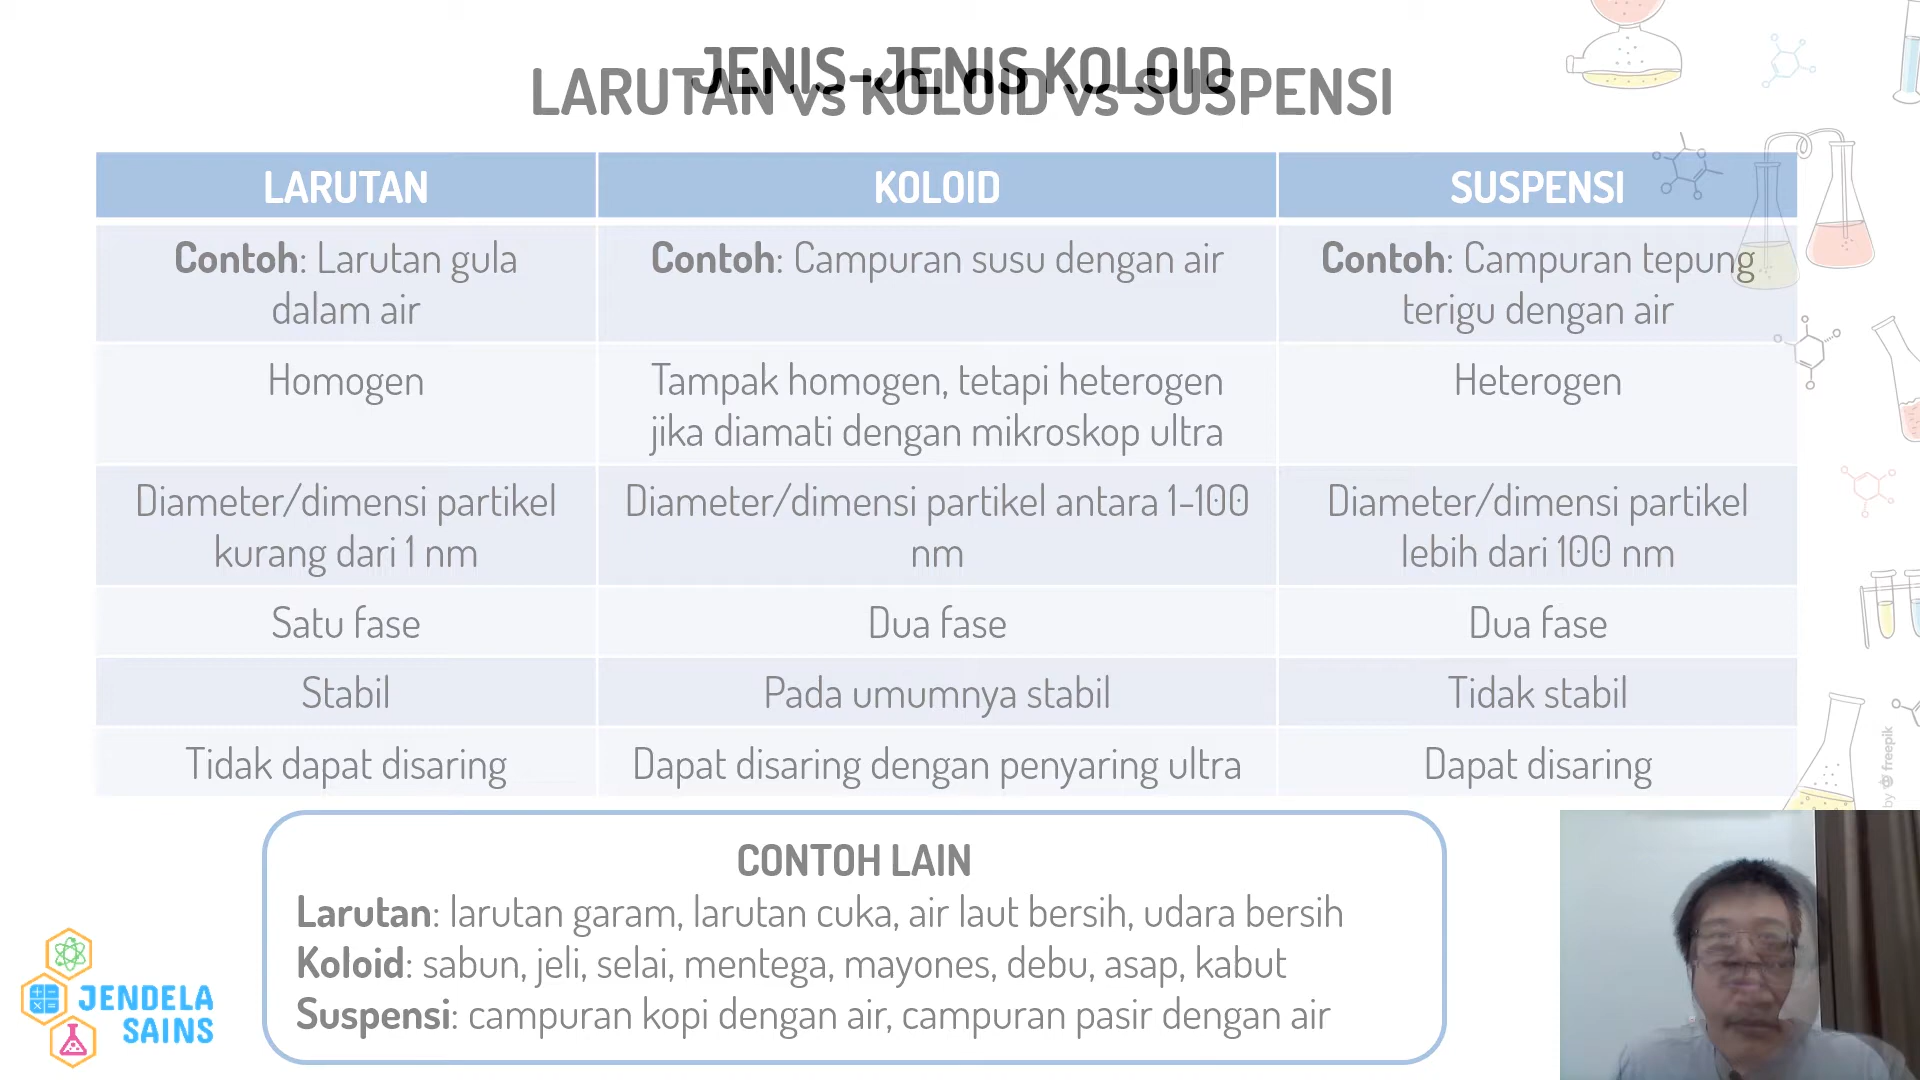 JENIS-JENIS KOLOID
LARUTAN vs KOLOID vs SUSPENSI
LARUTAN
KOLOID
SUSPENSI
Contoh: Larutan gula
dalam air
Contoh: Campuran susu dengan air
Contoh: Campuran tepung
terigu dengan air
Homogen
Tampak homogen, tetapi heterogen
jika diamati dengan mikroskop ultra
Heterogen
Diameter/dimensi partikel
kurang dari 1 nm
Diameter/dimensi partikel antara 1-100
nm
Diameter/dimensi partikel
lebih dari 100 nm
Satu fase
Dua fase
Dua fase
Stabil
Pada umumnya stabil
Tidak stabil
Tidak dapat disaring
Dapat disaring dengan penyaring ultra
Dapat disaring
by freepik
CONTOH LAIN
Larutan: larutan garam, larutan cuka, air laut bersih, udara bersih
Koloid: sabun, jeli, selai, mentega, mayones, debu, asap, kabut
Suspensi: campuran kopi dengan air, campuran pasir dengan air
JENDELA
SAINS